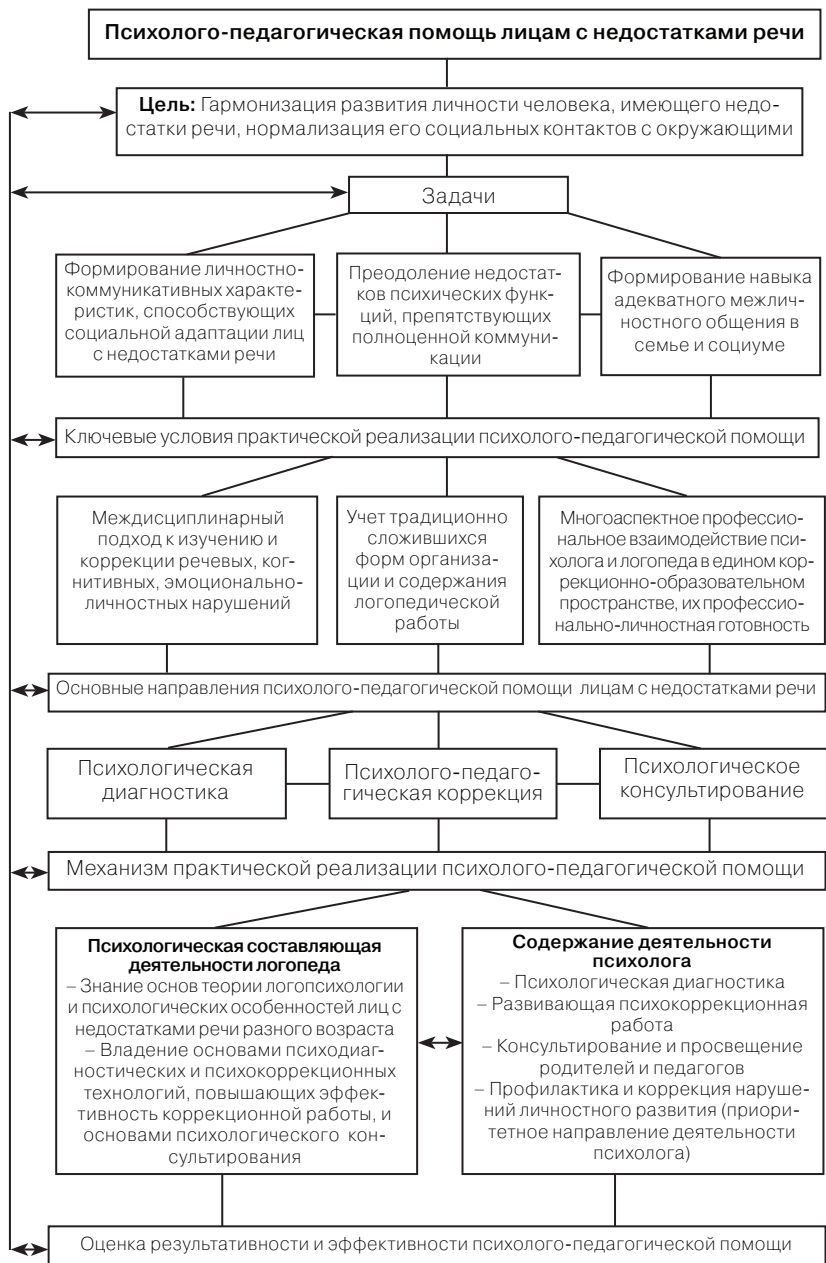 Психолого-педагогическая помощь лицам с недостатками речи
Цель: Гармонизация развития личности человека, имеющего недо-
статки речи, нормализация его социальных контактов с окружающими
Задачи
Формирование личностно-
коммуникативных характе-
ристик, способствующих
социальной адаптации лиц
с недостатками речи
Преодоление недостат-
ков психических функ-
ций, препятствующих
полноценной коммуни-
кации
Формирование навыка
адекватного межлич-
ностного общения в
семье и социуме
Ключевые условия практической реализации психолого-педагогической помощи
Междисциплинарный
подход к изучению и
коррекции речевых, ког-
нитивных, эмоционально-
личностных нарушений
Учет традиционно
сложившихся
форм организа-
ции и содержания
логопедической
работы
Многоаспектное профессио-
нальное взаимодействие пси-
холога и логопеда в едином кор-
рекционно-образовательном
пространстве, их профессио-
нально-личностная готовность
Основные направления психолого-педагогической помощи лицам с недостатками речи
Психологическая
диагностика
Психолого-педаго-
гическая коррекция
Психологическое
консультирование
Механизм практической реализации психолого-педагогической помощи
Психологическая составляющая
деятельности логопеда
– Знание основ теории логопсихологии
и психологических особенностей лиц с
недостатками речи разного возраста
– Владение основами психодиаг-
ностических и психокоррекционных
технологий, повышающих эффек-
тивность коррекционной работы, и
основами психологического кон-
сультирования
Содержание деятельности
психолога
– Психологическая диагностика
– Развивающая психокоррекционная
работа
– Консультирование и просвещение
родителей и педагогов
– Профилактика и коррекция наруше-
ний личностного развития (приори-
тетное направление деятельности
психолога)
Оценка результативности и эффективности психолого-педагогической помощи